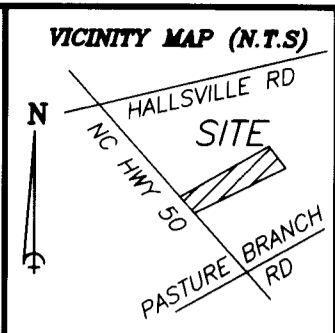 VICINITY MAP (N.T.S)
N
HALLSVILLE RD
SITE
NC HWY 50
PASTURE BRANCH
RD